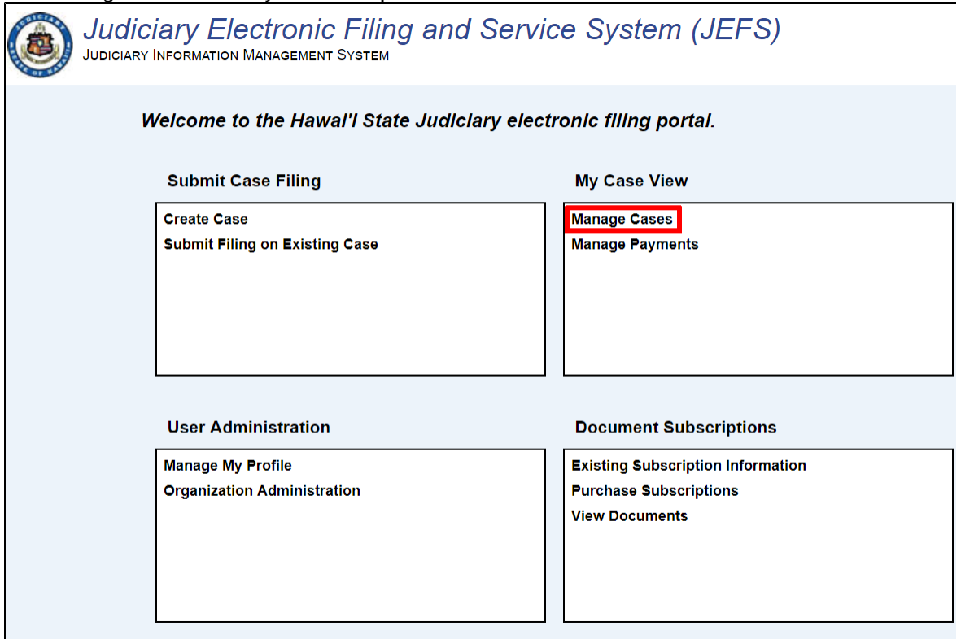 Judiciary Electronic Filing and Service System (JEFS)
JUDICIARY INFORMATION MANAGEMENT SYSTEM
Welcome to the Hawai'i State Judiciary electronic filing portal.
Submit Case Filing
Create Case
Submit Filing on Existing Case
My Case View
Manage Cases
Manage Payments
User Administration
Manage My Profile
Organization Administration
Document Subscriptions
Existing Subscription Information
Purchase Subscriptions
View Documents